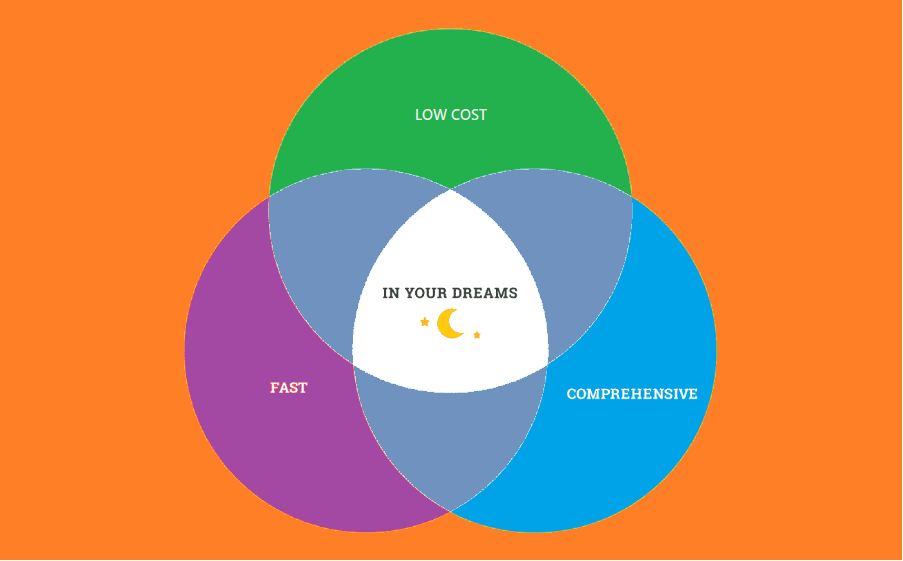 LOW COST
IN YOUR DREAMS
FAST
COMPREHENSIVE